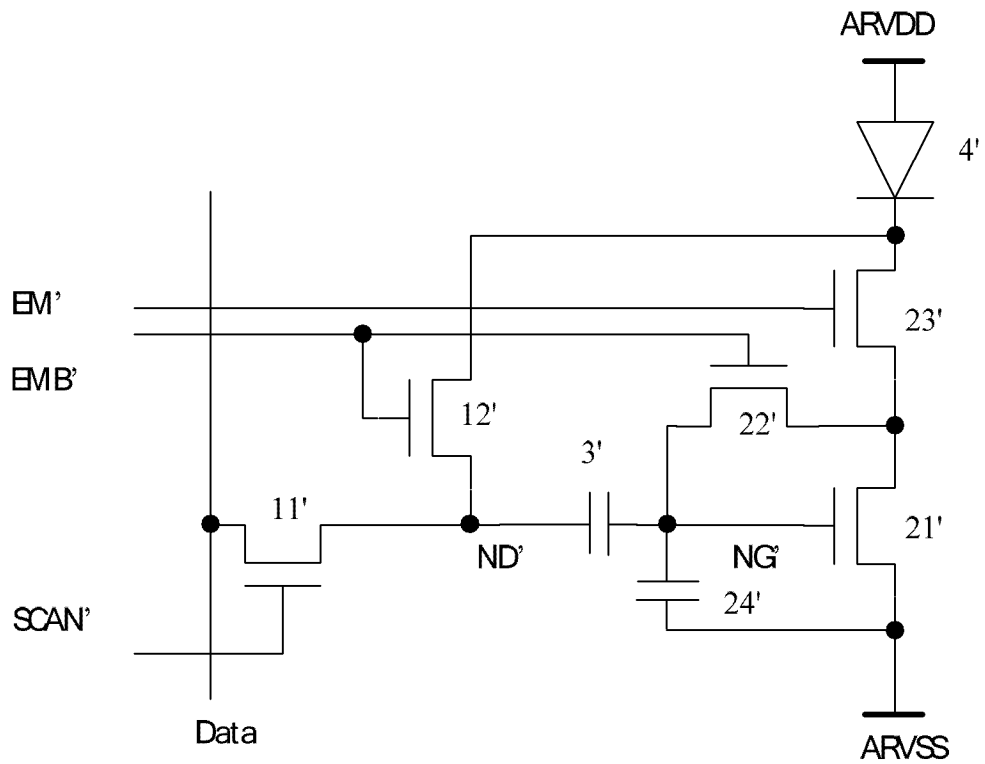 ARVDD
4'
EM'
23'
EMB'
12'
22'
3'
11'
21'
ND'
NG'
24'
SCAN'
Data
ARVSS